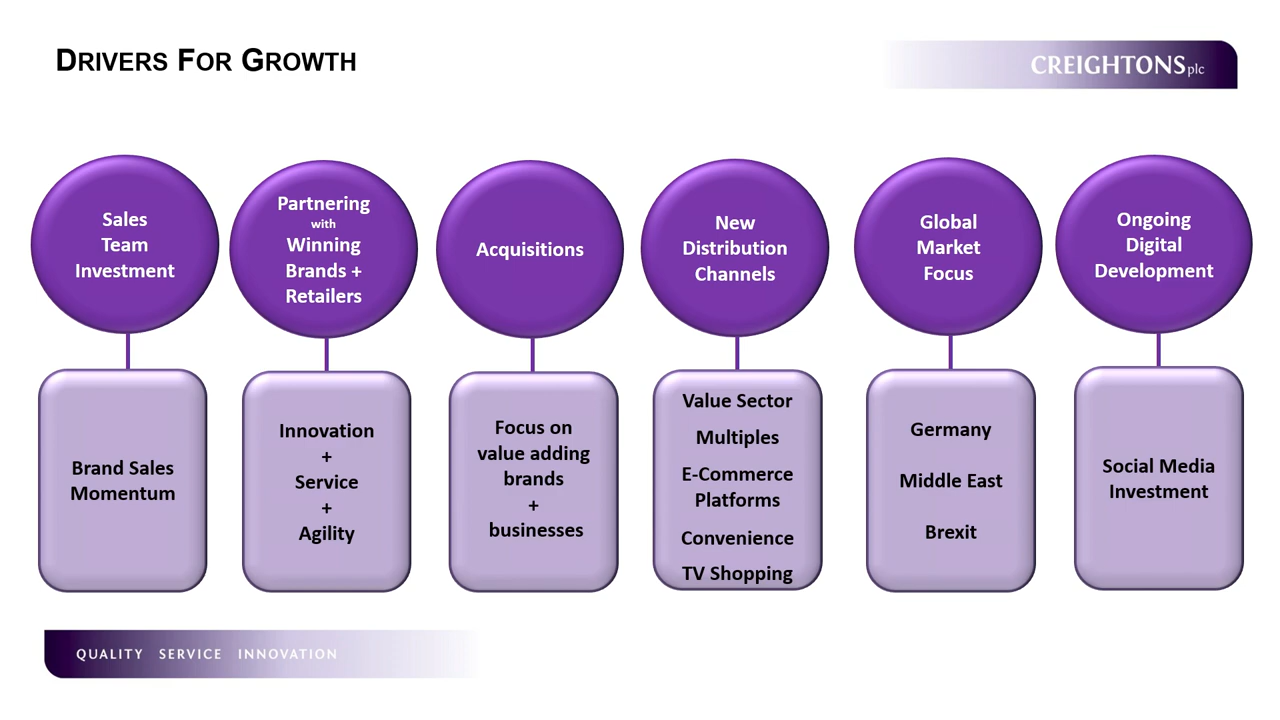 DRIVERS FOR GROWTH
CREIGHTONS plc
Sales
Team
Investment
Partnering
with
Winning
Brands +
Retailers
Acquisitions
New
Distribution
Channels
Global
Market
Focus
Ongoing
Digital
Development
Brand Sales
Momentum
Innovation
+
Service
+
Agility
Focus on
value adding
brands
+
businesses
Value Sector
Multiples
E-Commerce
Platforms
Convenience
TV Shopping
Germany
Middle East
Brexit
Social Media
Investment
QUALITY SERVICE INNOVATION